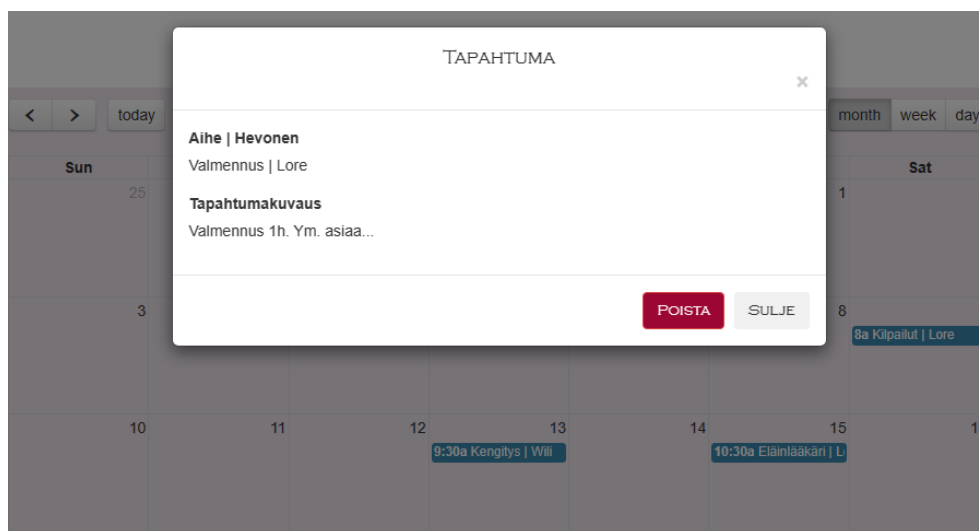 TAPAHTUMA
×
< > today month week day
Aihe | Hevonen
Valmennus | Lore
Tapahtumakuvaus
Valmennus 1h. Ym. asiaa...
POISTA SULJE
Sun Sat
25 1
3 8
8a Kilpailut | Lore
10 11 12 13 14 15
9:30a Kengitys | Wili 10:30a Eläinlääkäri |